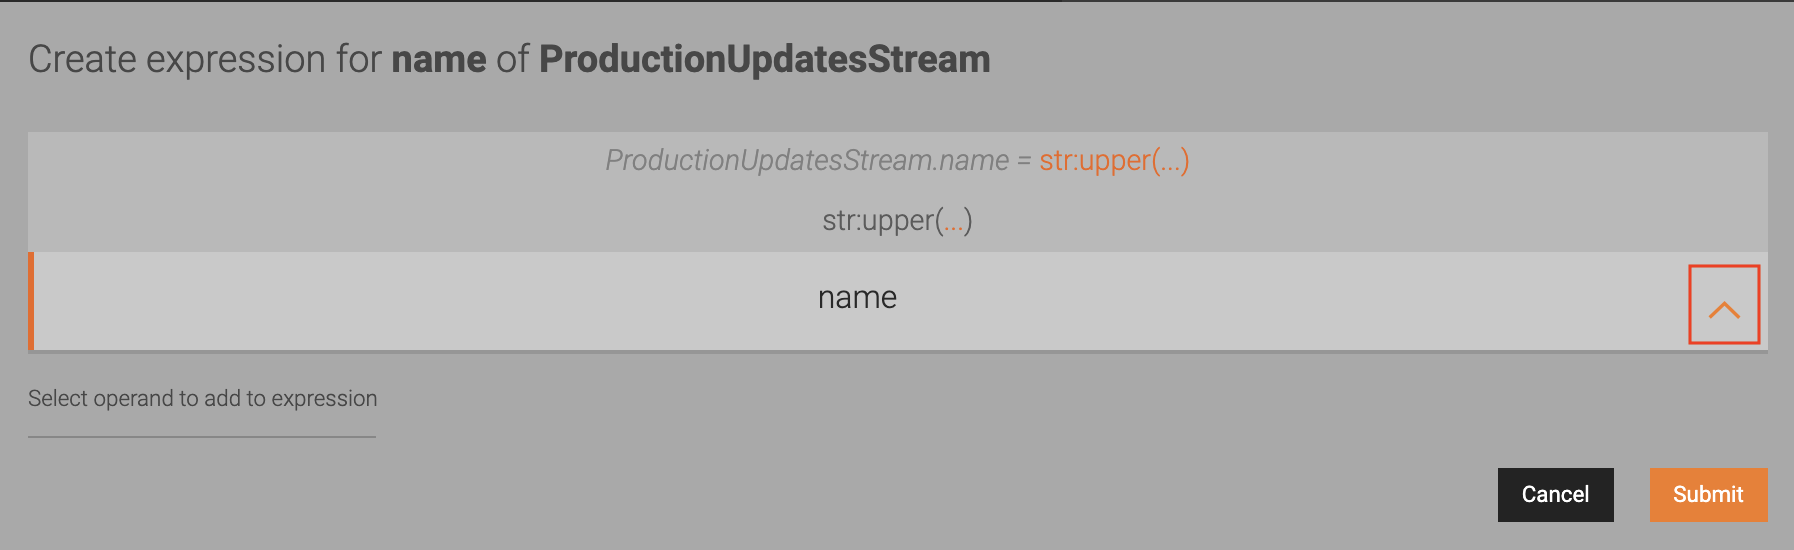 Create expression for name of ProductionUpdatesStream
ProductionUpdatesStream.name = str:upper(...)
str:upper(...)
name
Select operand to add to expression
Cancel Submit